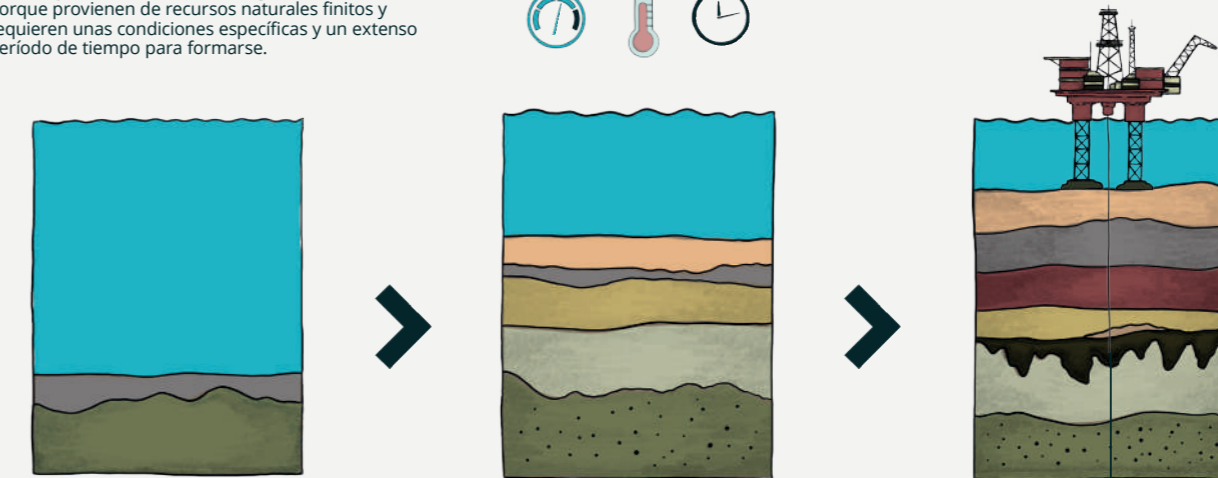 orque provienen de recursos naturales finitos y
equieren unas condiciones específicas y un extenso
eríodo de tiempo para formarse.